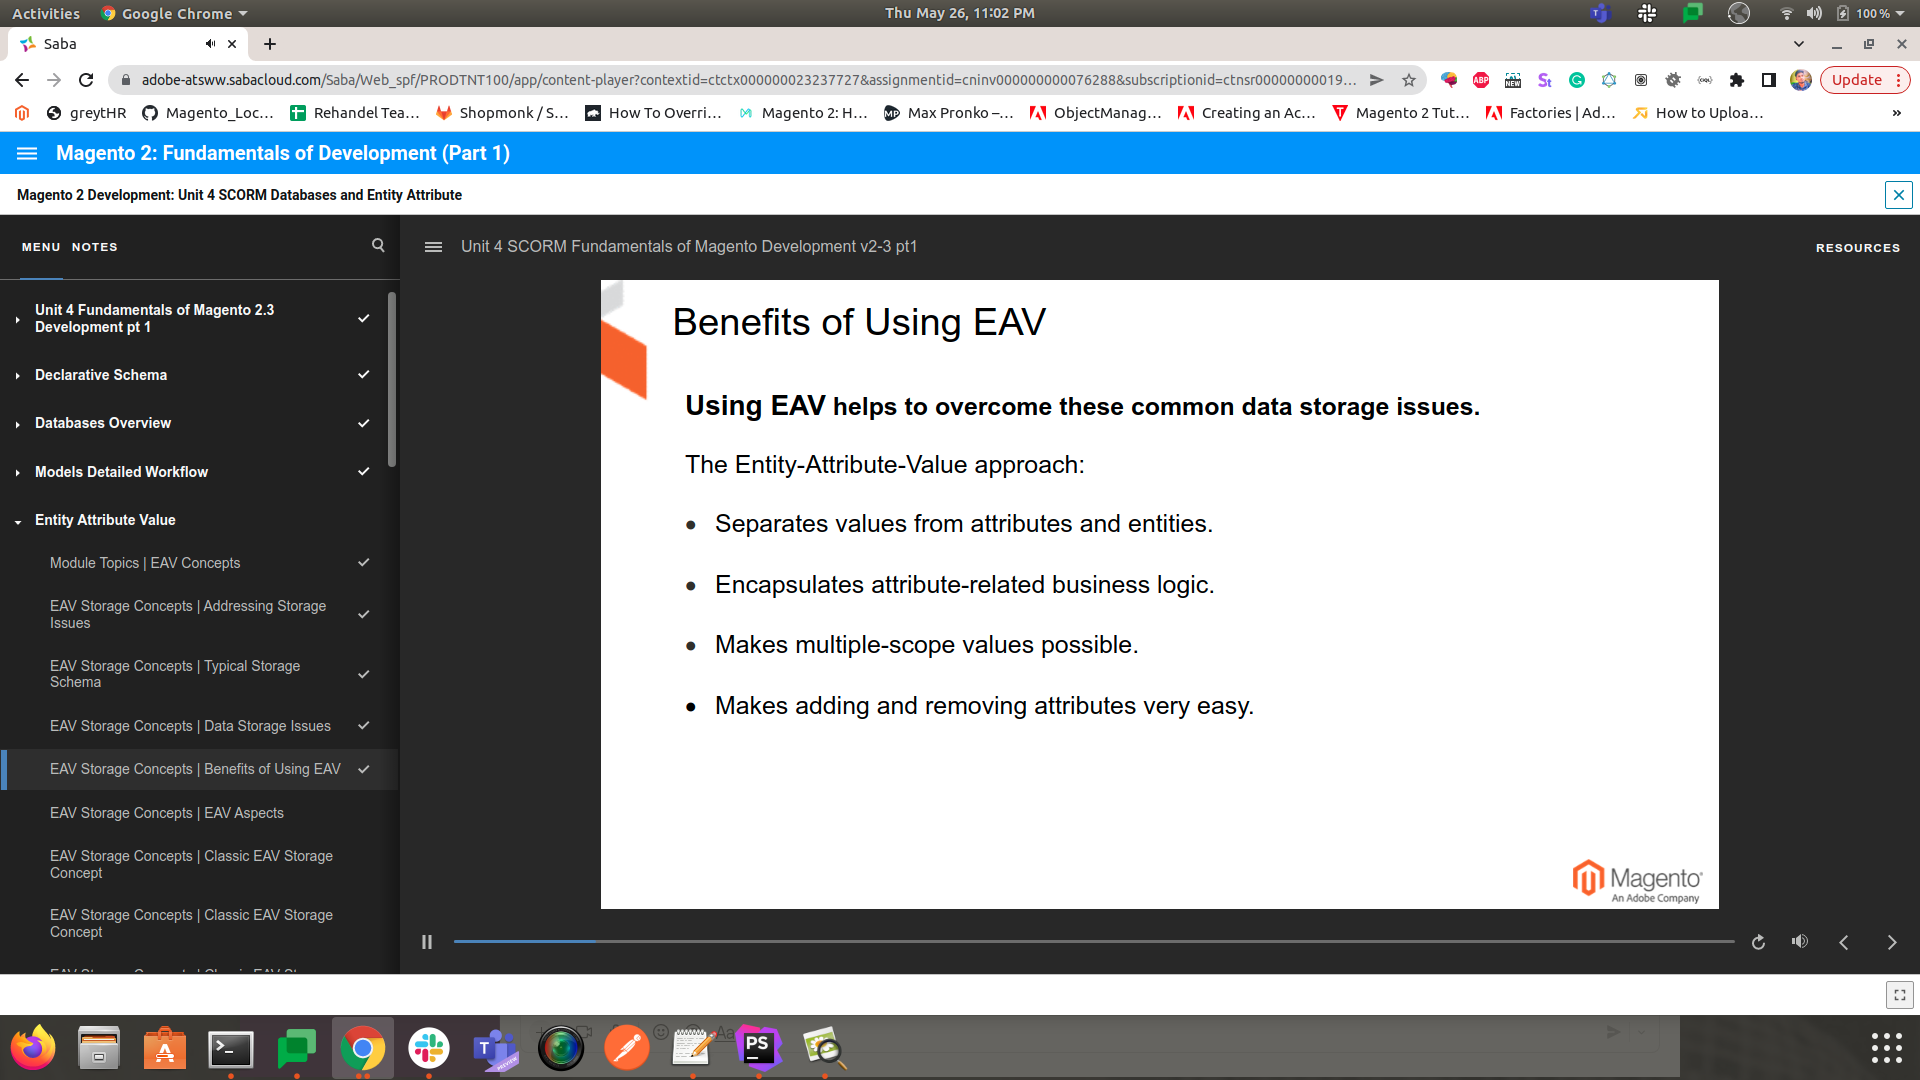 Activities
Google Chrome
Thu May 26, 11:02 PM
100 %
Saba
adobe-atsww.sabacloud.com/Saba/Web_spf/PRODTNT100/app/content-player?contextid=ctctx000000023237727&assignmentid=cninv000000000076288&subscriptionid=ctnsr00000000019…
ABP
NEW
Update
greyTHR
Magento_Loc…
Rehandel Tea…
Shopmonk / S…
How To Overri…
Magento 2: H…
Max Pronko –…
ObjectManag…
Creating an Ac…
Magento 2 Tut…
Factories | Ad…
How to Uploa…
»
Magento 2: Fundamentals of Development (Part 1)
Magento 2 Development: Unit 4 SCORM Databases and Entity Attribute
MENU
NOTES
Unit 4 SCORM Fundamentals of Magento Development v2-3 pt1
RESOURCES
Unit 4 Fundamentals of Magento 2.3
Development pt 1
Declarative Schema
Databases Overview
Models Detailed Workflow
Entity Attribute Value
Module Topics | EAV Concepts
EAV Storage Concepts | Addressing Storage
Issues
EAV Storage Concepts | Typical Storage
Schema
EAV Storage Concepts | Data Storage Issues
EAV Storage Concepts | Benefits of Using EAV
EAV Storage Concepts | EAV Aspects
EAV Storage Concepts | Classic EAV Storage
Concept
EAV Storage Concepts | Classic EAV Storage
Concept
Benefits of Using EAV
Using EAV helps to overcome these common data storage issues.
The Entity-Attribute-Value approach:
• Separates values from attributes and entities.
• Encapsulates attribute-related business logic.
• Makes multiple-scope values possible.
• Makes adding and removing attributes very easy.
Magento
An Adobe Company
PS